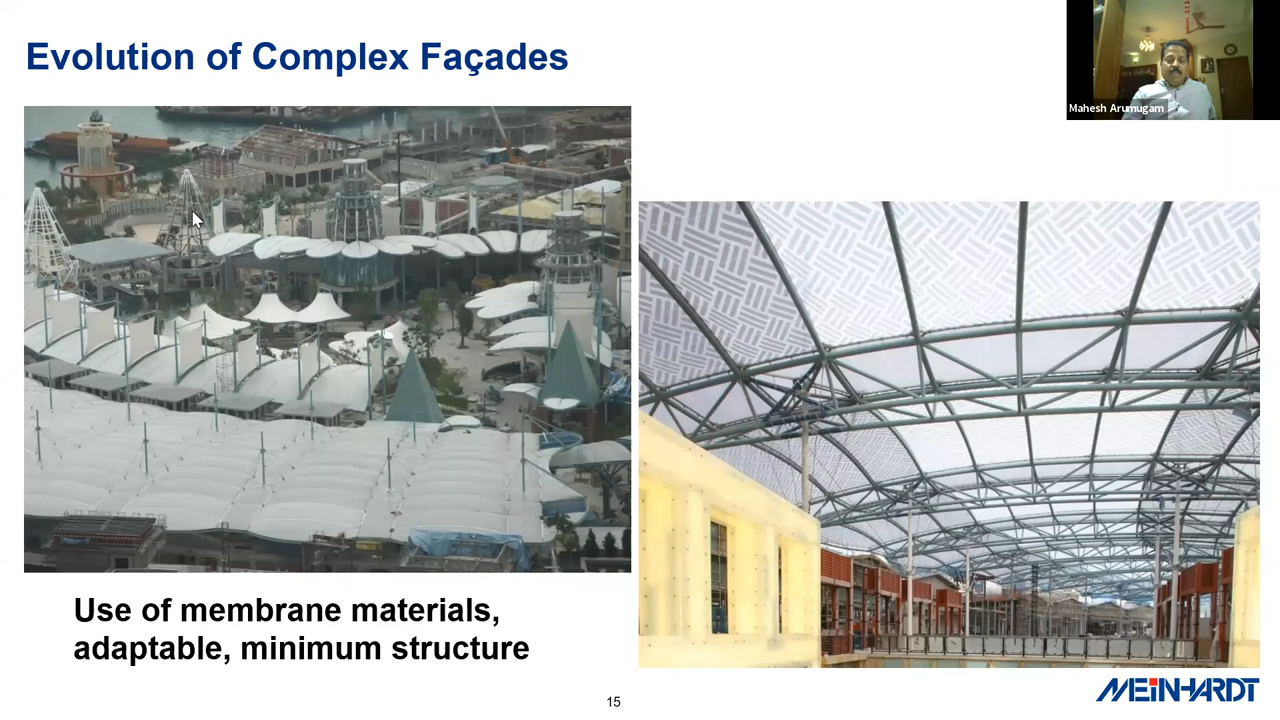 Evolution of Complex Façades
Mahesh Arumugam
Use of membrane materials,
adaptable, minimum structure
15
MEINHARDT